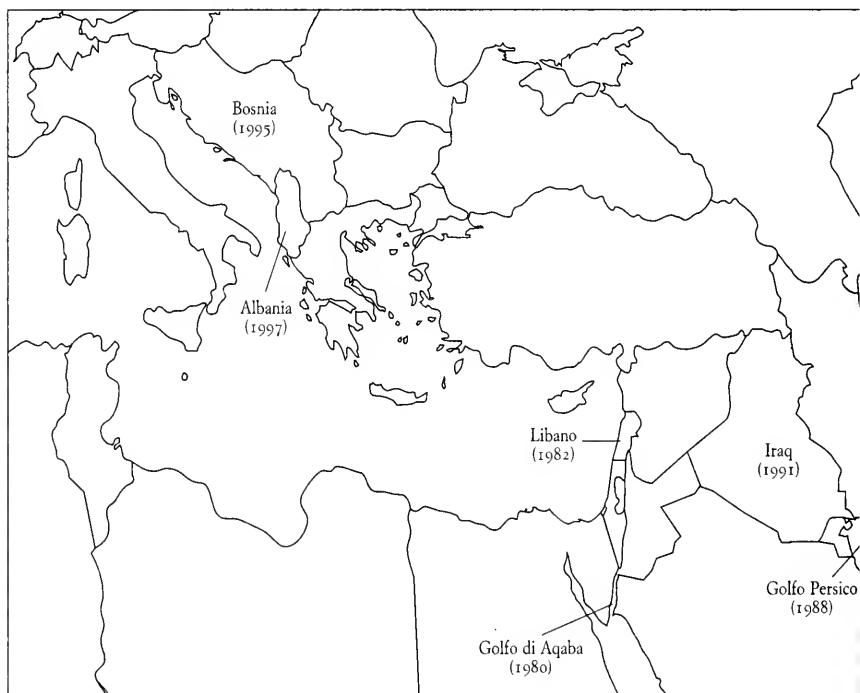 Bosnia
(1995)
Albania
(1997)
Libano
(1982)
Iraq
(1991)
Golfo Persico
(1988)
Golfo di Aqaba
(1980)